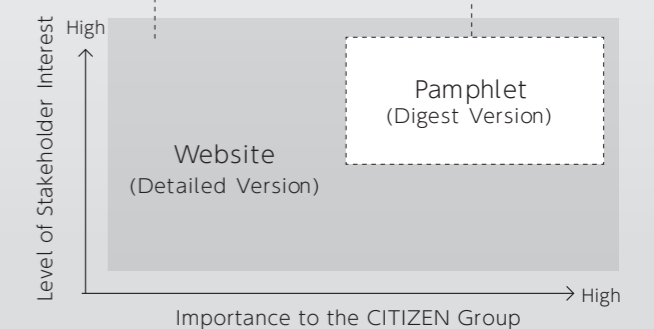 High
Level of Stakeholder Interest
Pamphlet
(Digest Version)
Website
(Detailed Version)
High
Importance to the CITIZEN Group